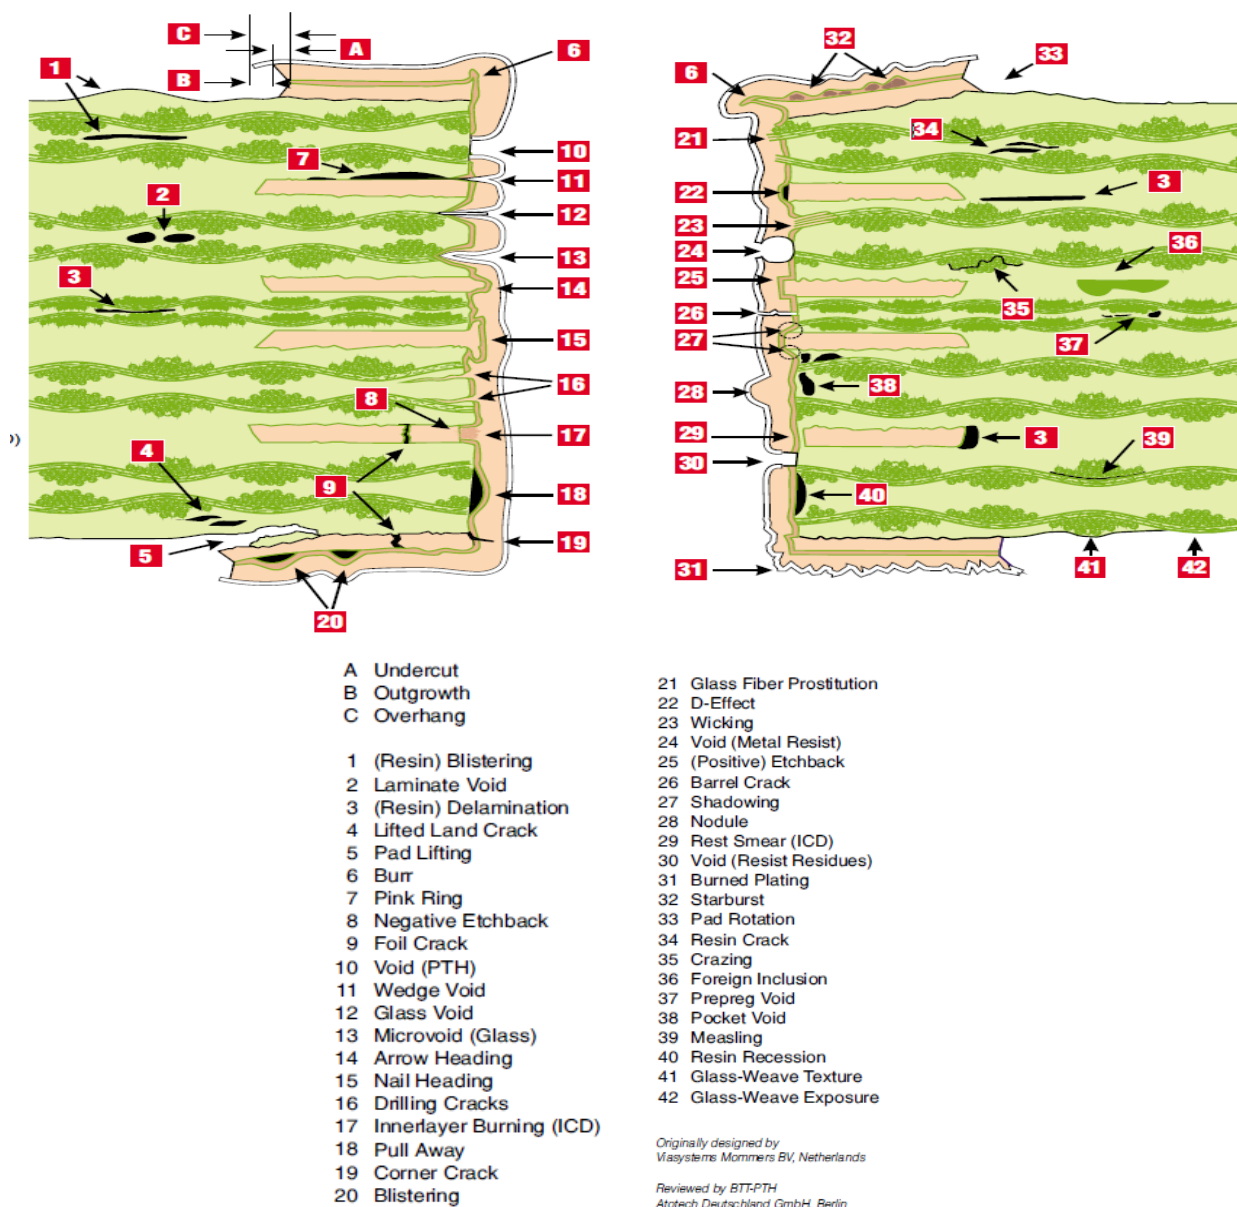 C
A
B
1
6
7
10
11
2
12
13
3
14
15
16
8
17
4
9
18
5
19
20
32
33
6
21
34
22
3
23
24
36
25
35
26
27
37
28
38
29
3
39
30
40
31
41
42
A Undercut
B Outgrowth
C Overhang
1 (Resin) Blistering
2 Laminate Void
3 (Resin) Delamination
4 Lifted Land Crack
5 Pad Lifting
6 Burr
7 Pink Ring
8 Negative Etchback
9 Foil Crack
10 Void (PTH)
11 Wedge Void
12 Glass Void
13 Microvoid (Glass)
14 Arrow Heading
15 Nail Heading
16 Drilling Cracks
17 Innerlayer Burning (ICD)
18 Pull Away
19 Corner Crack
20 Blistering
21 Glass Fiber Prostitution
22 D-Effect
23 Wicking
24 Void (Metal Resist)
25 (Positive) Etchback
26 Barrel Crack
27 Shadowing
28 Nodule
29 Rest Smear (ICD)
30 Void (Resist Residues)
31 Burned Plating
32 Starburst
33 Pad Rotation
34 Resin Crack
35 Crazing
36 Foreign Inclusion
37 Prepreg Void
38 Pocket Void
39 Measling
40 Resin Recession
41 Glass-Weave Texture
42 Glass-Weave Exposure
Originally designed by
Viasystems Mommers BV, Netherlands
Reviewed by BTT-PTH
Atotech Deutschland GmbH, Berlin